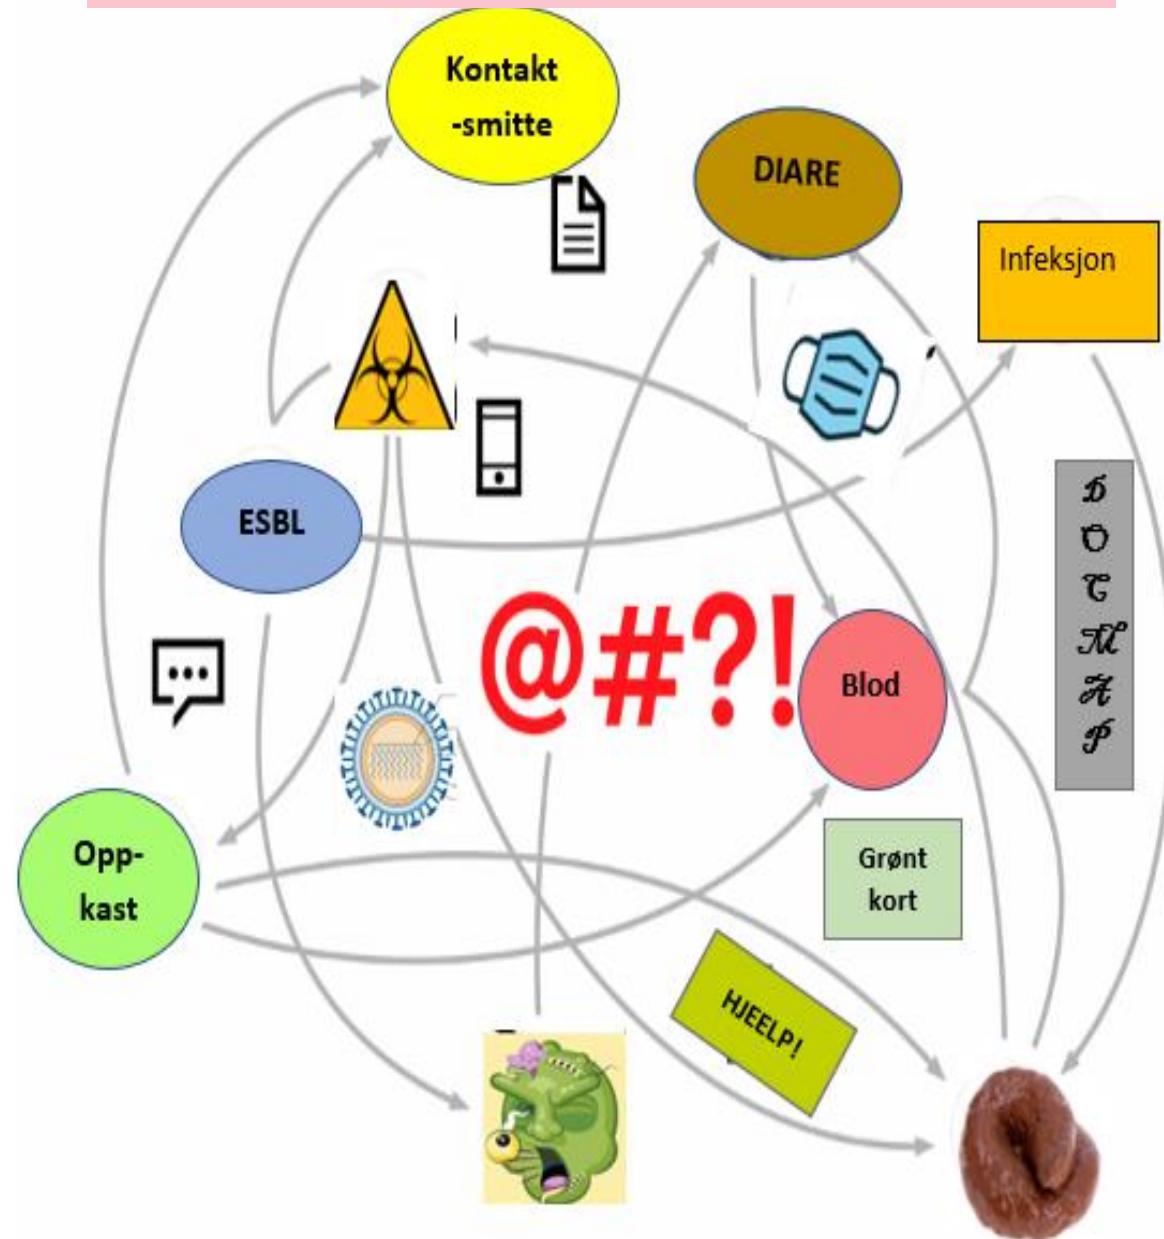 Kontakt
-smitte
DIARE
Infeksjon
ESBL
D
O
C
M
A
P
@#?!
Blod
Opp-
kast
Grønt
kort
HJEELP!